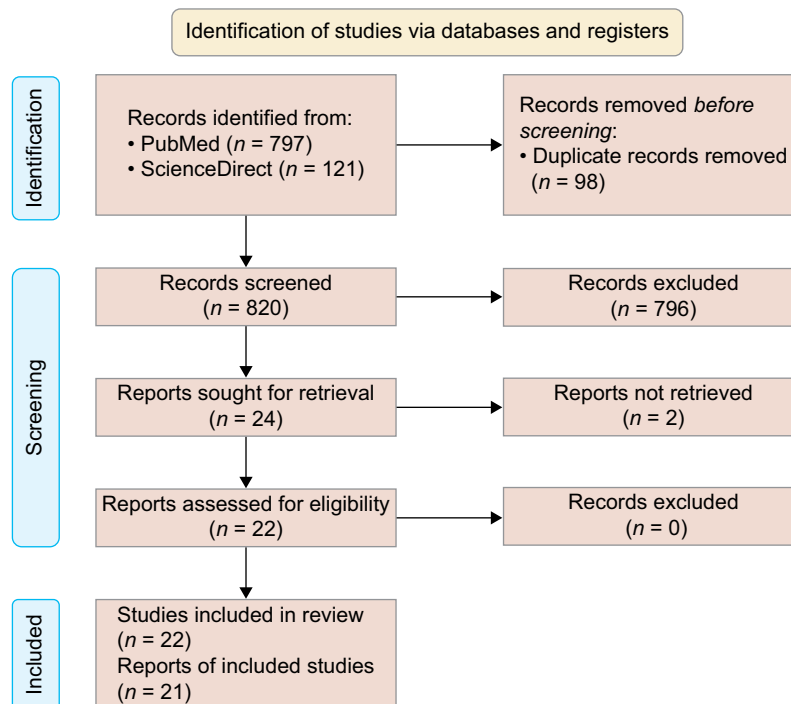 Identification of studies via databases and registers
Identification
Records identified from:
• PubMed (n = 797)
• ScienceDirect (n = 121)
Records removed before
screening:
• Duplicate records removed
(n = 98)
Screening
Records screened
(n = 820)
Records excluded
(n = 796)
Reports sought for retrieval
(n = 24)
Reports not retrieved
(n = 2)
Reports assessed for eligibility
(n = 22)
Records excluded
(n = 0)
Included
Studies included in review
(n = 22)
Reports of included studies
(n = 21)